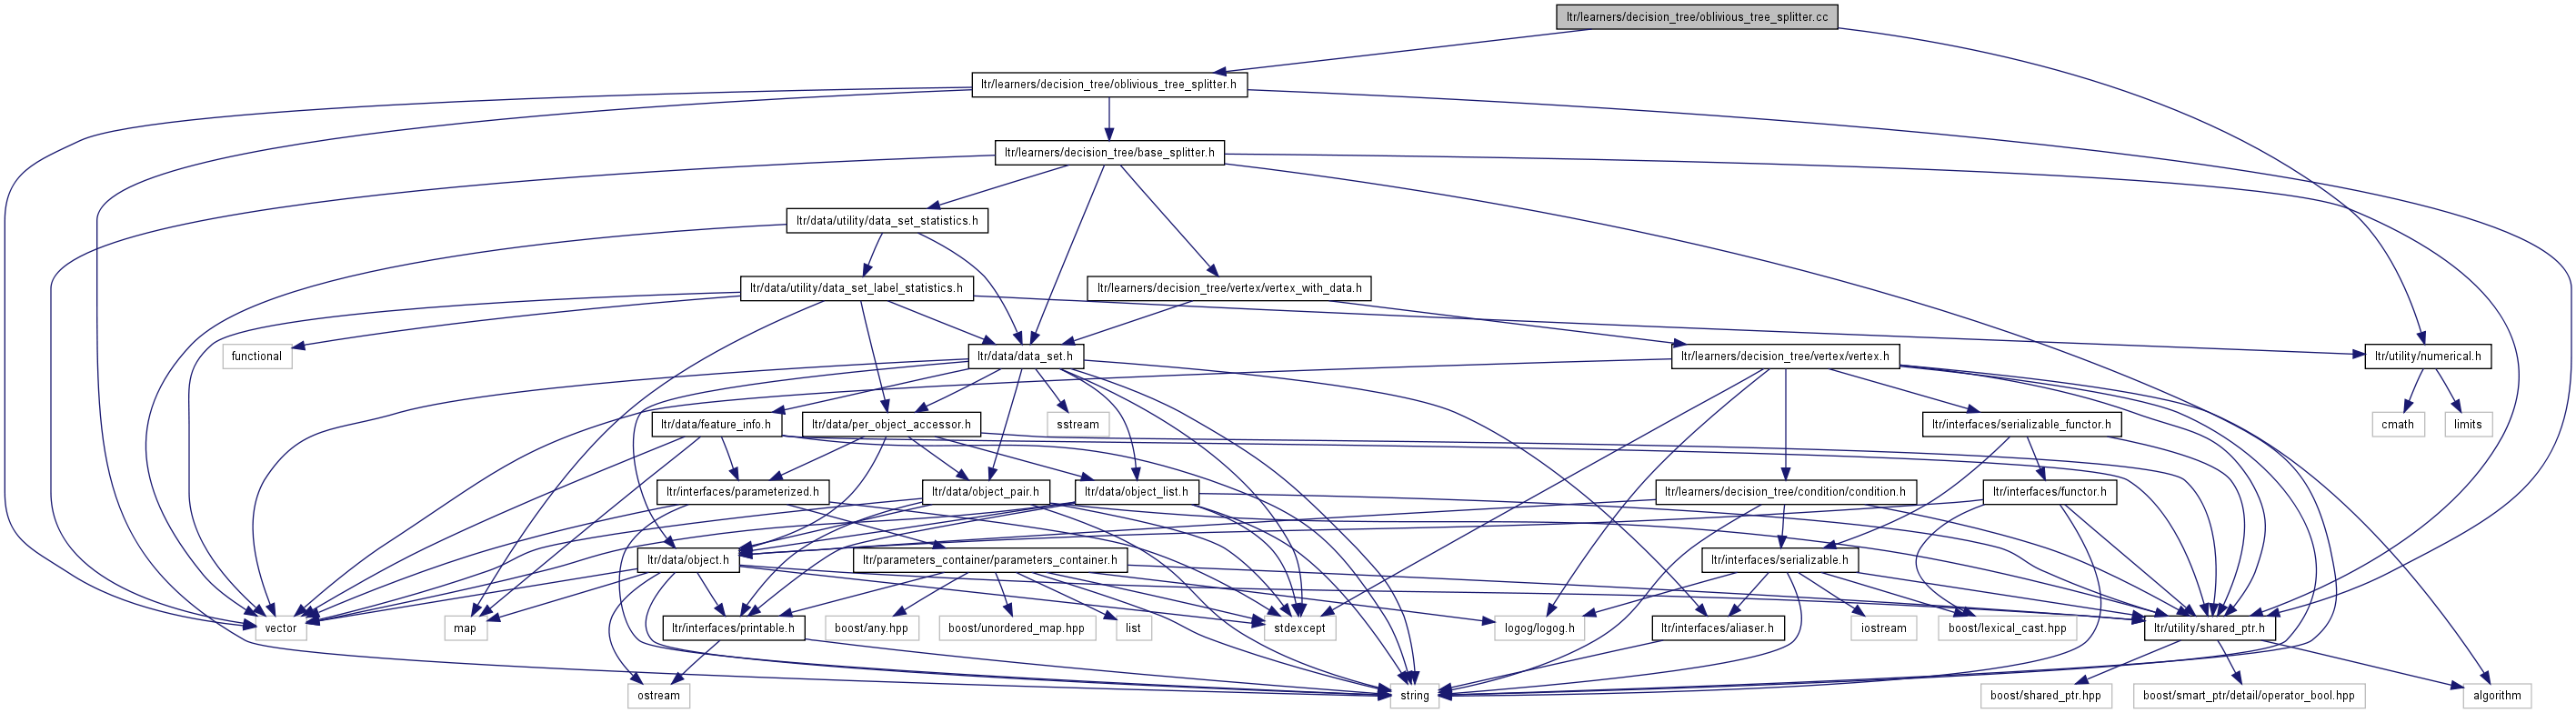 ltr/learners/decision_tree/oblivious_tree_splitter.cc
ltr/learners/decision_tree/oblivious_tree_splitter.h
ltr/learners/decision_tree/base_splitter.h
ltr/data/utility/data_set_statistics.h
ltr/data/utility/data_set_label_statistics.h
ltr/learners/decision_tree/vertex/vertex_with_data.h
functional
ltr/data/data_set.h
ltr/learners/decision_tree/vertex/vertex.h
ltr/utility/numerical.h
ltr/data/feature_info.h
ltr/data/per_object_accessor.h
sstream
ltr/interfaces/serializable_functor.h
cmath
limits
ltr/interfaces/parameterized.h
ltr/data/object_pair.h
ltr/data/object_list.h
ltr/learners/decision_tree/condition/condition.h
ltr/interfaces/functor.h
ltr/data/object.h
ltr/parameters_container/parameters_container.h
ltr/interfaces/serializable.h
vector
map
ltr/interfaces/printable.h
boost/any.hpp
boost/unordered_map.hpp
list
stdexcept
logog/logog.h
ltr/interfaces/aliaser.h
iostream
boost/lexical_cast.hpp
ltr/utility/shared_ptr.h
ostream
string
boost/shared_ptr.hpp
boost/smart_ptr/detail/operator_bool.hpp
algorithm